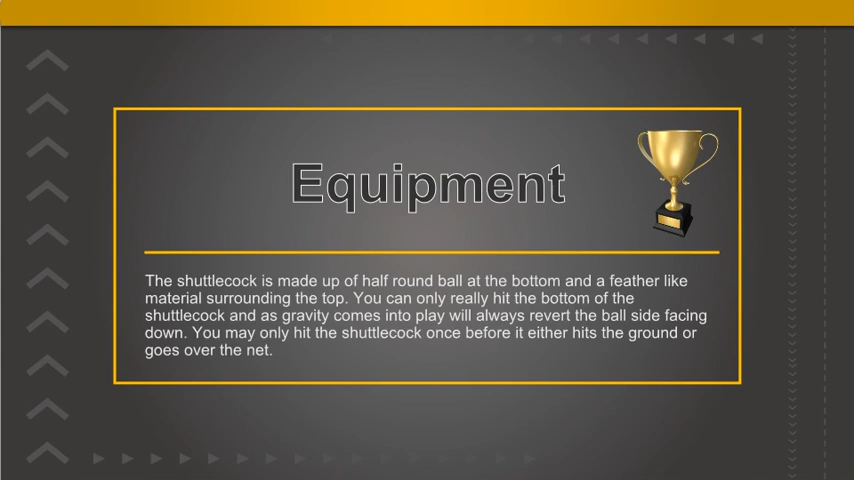 Equipment
The shuttlecock is made up of half round ball at the bottom and a feather like
material surrounding the top. You can only really hit the bottom of the
shuttlecock and as gravity comes into play will always revert the ball side facing
down. You may only hit the shuttlecock once before it either hits the ground or
goes over the net.